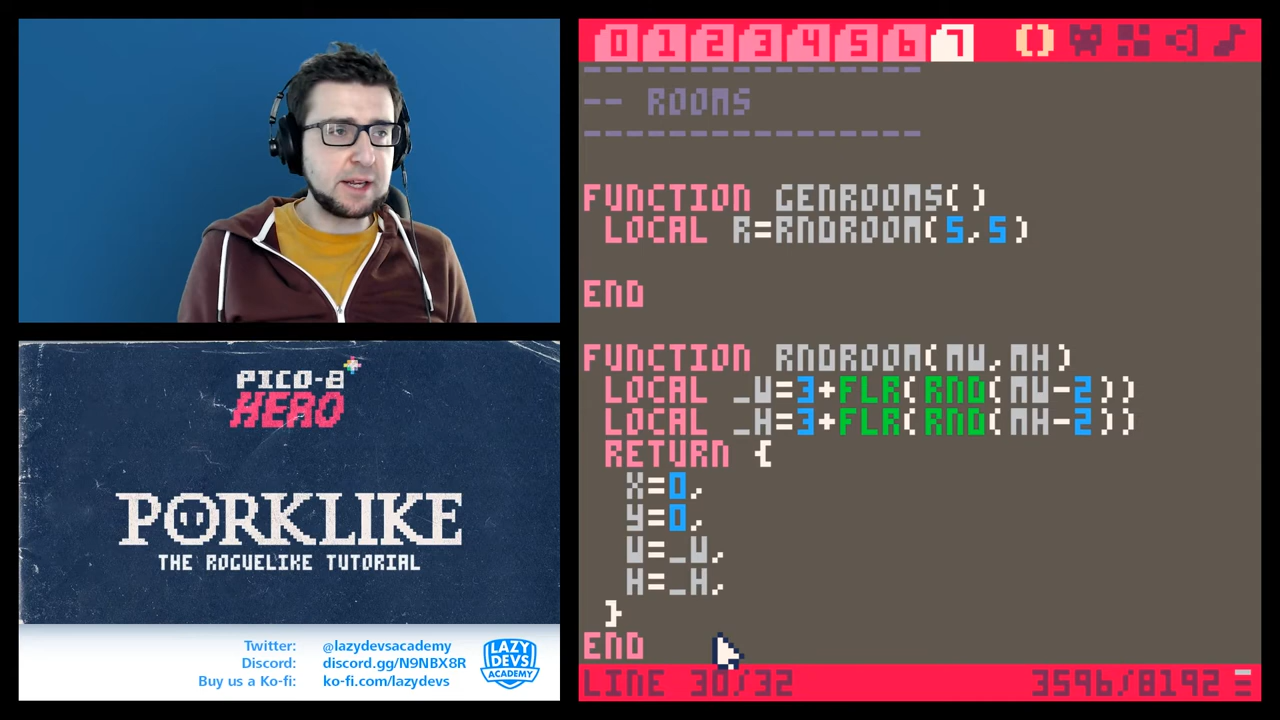 0 1 2 3 4 5 6 7 ()
----------------
-- ROOMS
----------------
FUNCTION GENROOMS()
LOCAL R=RNDROOM(5,5)
END
FUNCTION RNDROOM(MW,MH)
LOCAL _W=3+FLR(RND(MW-2))
LOCAL _H=3+FLR(RND(MH-2))
RETURN {
X=0,
Y=0,
W=_W,
H=_H,
}
END
LINE 30/32 3596/8192
PICO-8
HERO
PORKLIKE
THE ROGUELIKE TUTORIAL
Twitter: @lazydevsacademy
Discord: discord.gg/N9NBX8R
Buy us a Ko-fi: ko-fi.com/lazydevs
LAZY
DEVS
ACADEMY